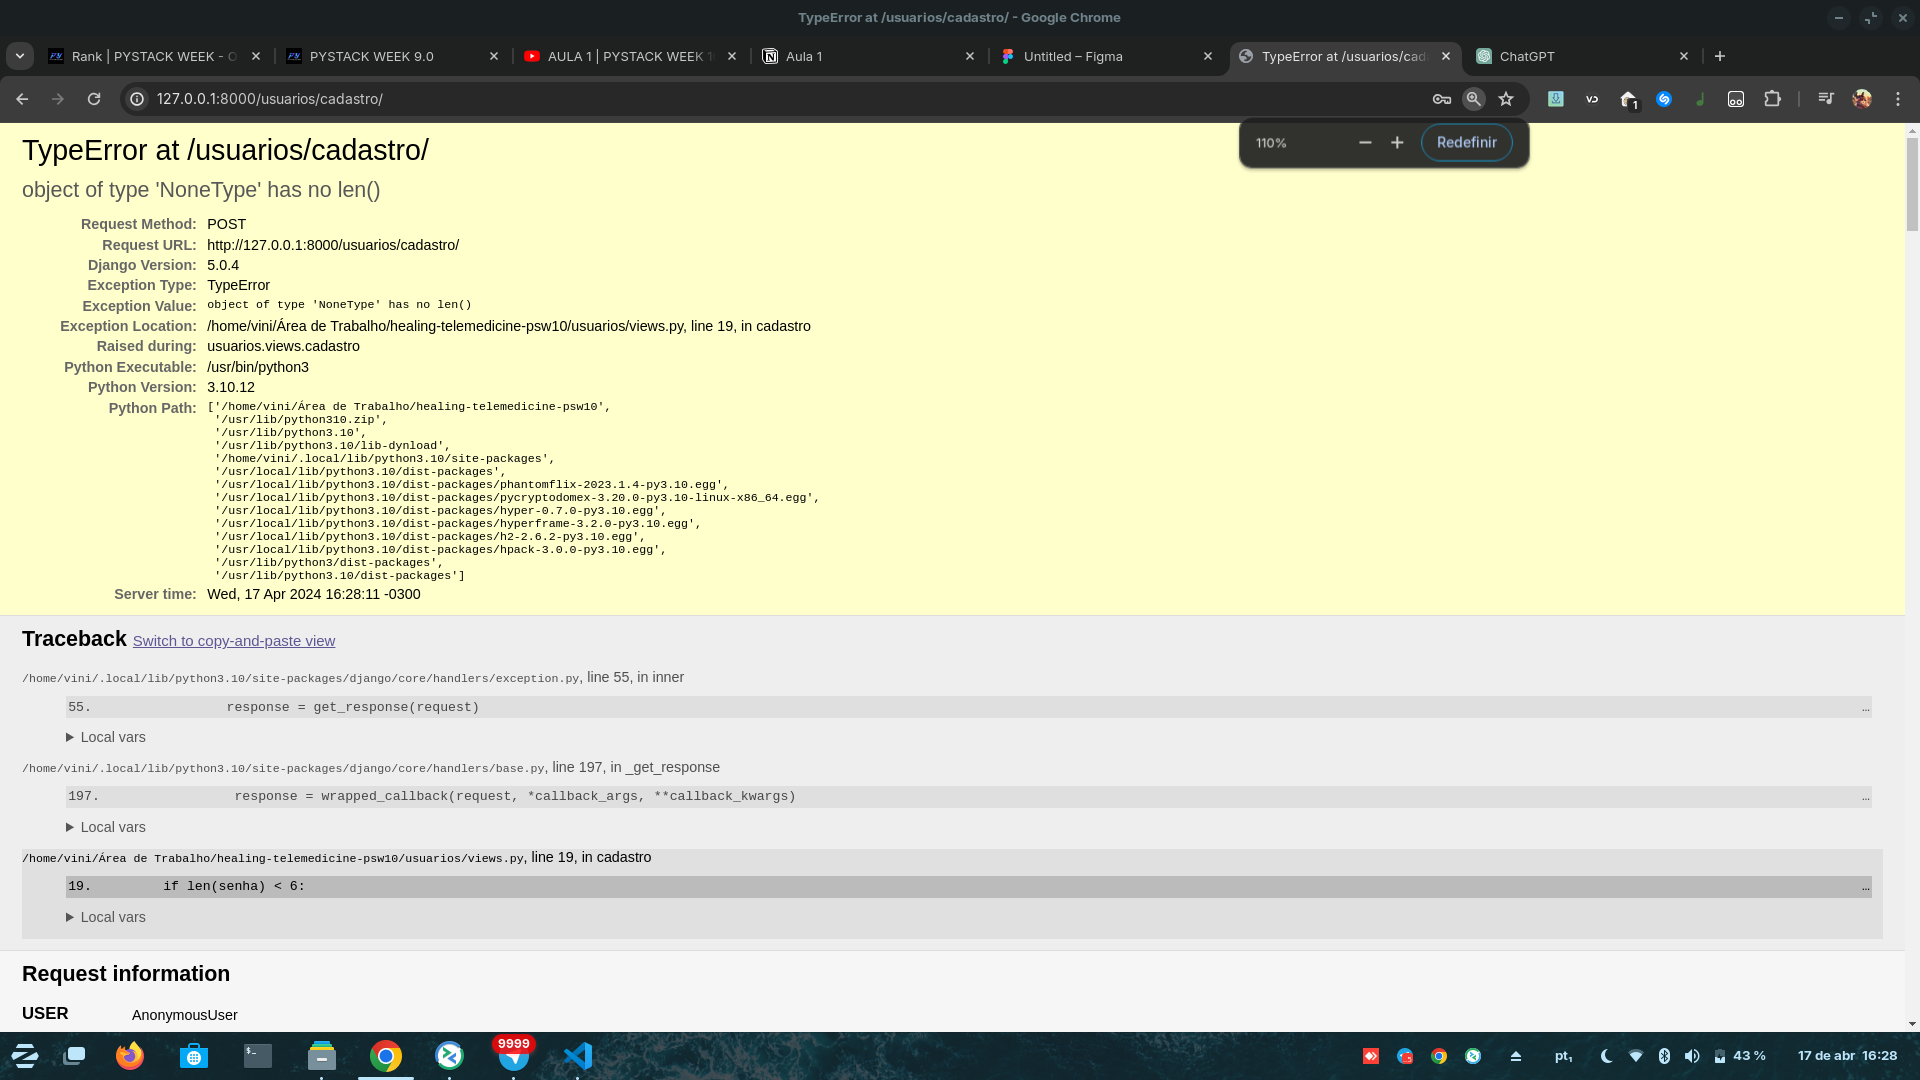 TypeError at /usuarios/cadastro/ - Google Chrome
Rank | PYSTACK WEEK - O
PYSTACK WEEK 9.0
AULA 1 | PYSTACK WEEK 1
Aula 1
Untitled – Figma
TypeError at /usuarios/cad
ChatGPT
127.0.0.1:8000/usuarios/cadastro/
1
110%
Redefinir
TypeError at /usuarios/cadastro/
object of type 'NoneType' has no len()
Request Method: POST
Request URL: http://127.0.0.1:8000/usuarios/cadastro/
Django Version: 5.0.4
Exception Type: TypeError
Exception Value: object of type 'NoneType' has no len()
Exception Location: /home/vini/Área de Trabalho/healing-telemedicine-psw10/usuarios/views.py, line 19, in cadastro
Raised during: usuarios.views.cadastro
Python Executable: /usr/bin/python3
Python Version: 3.10.12
Python Path: ['/home/vini/Área de Trabalho/healing-telemedicine-psw10',
'/usr/lib/python310.zip',
'/usr/lib/python3.10',
'/usr/lib/python3.10/lib-dynload',
'/home/vini/.local/lib/python3.10/site-packages',
'/usr/local/lib/python3.10/dist-packages',
'/usr/local/lib/python3.10/dist-packages/phantomflix-2023.1.4-py3.10.egg',
'/usr/local/lib/python3.10/dist-packages/pycryptodomex-3.20.0-py3.10-linux-x86_64.egg',
'/usr/local/lib/python3.10/dist-packages/hyper-0.7.0-py3.10.egg',
'/usr/local/lib/python3.10/dist-packages/hyperframe-3.2.0-py3.10.egg',
'/usr/local/lib/python3.10/dist-packages/h2-2.6.2-py3.10.egg',
'/usr/local/lib/python3.10/dist-packages/hpack-3.0.0-py3.10.egg',
'/usr/lib/python3/dist-packages',
'/usr/lib/python3.10/dist-packages']
Server time: Wed, 17 Apr 2024 16:28:11 -0300
Traceback Switch to copy-and-paste view
/home/vini/.local/lib/python3.10/site-packages/django/core/handlers/exception.py, line 55, in inner
55. response = get_response(request) …
Local vars
/home/vini/.local/lib/python3.10/site-packages/django/core/handlers/base.py, line 197, in _get_response
197. response = wrapped_callback(request, *callback_args, **callback_kwargs) …
Local vars
/home/vini/Área de Trabalho/healing-telemedicine-psw10/usuarios/views.py, line 19, in cadastro
19. if len(senha) < 6: …
Local vars
Request information
USER AnonymousUser
9999
pt₁
43 %
17 de abr 16:28